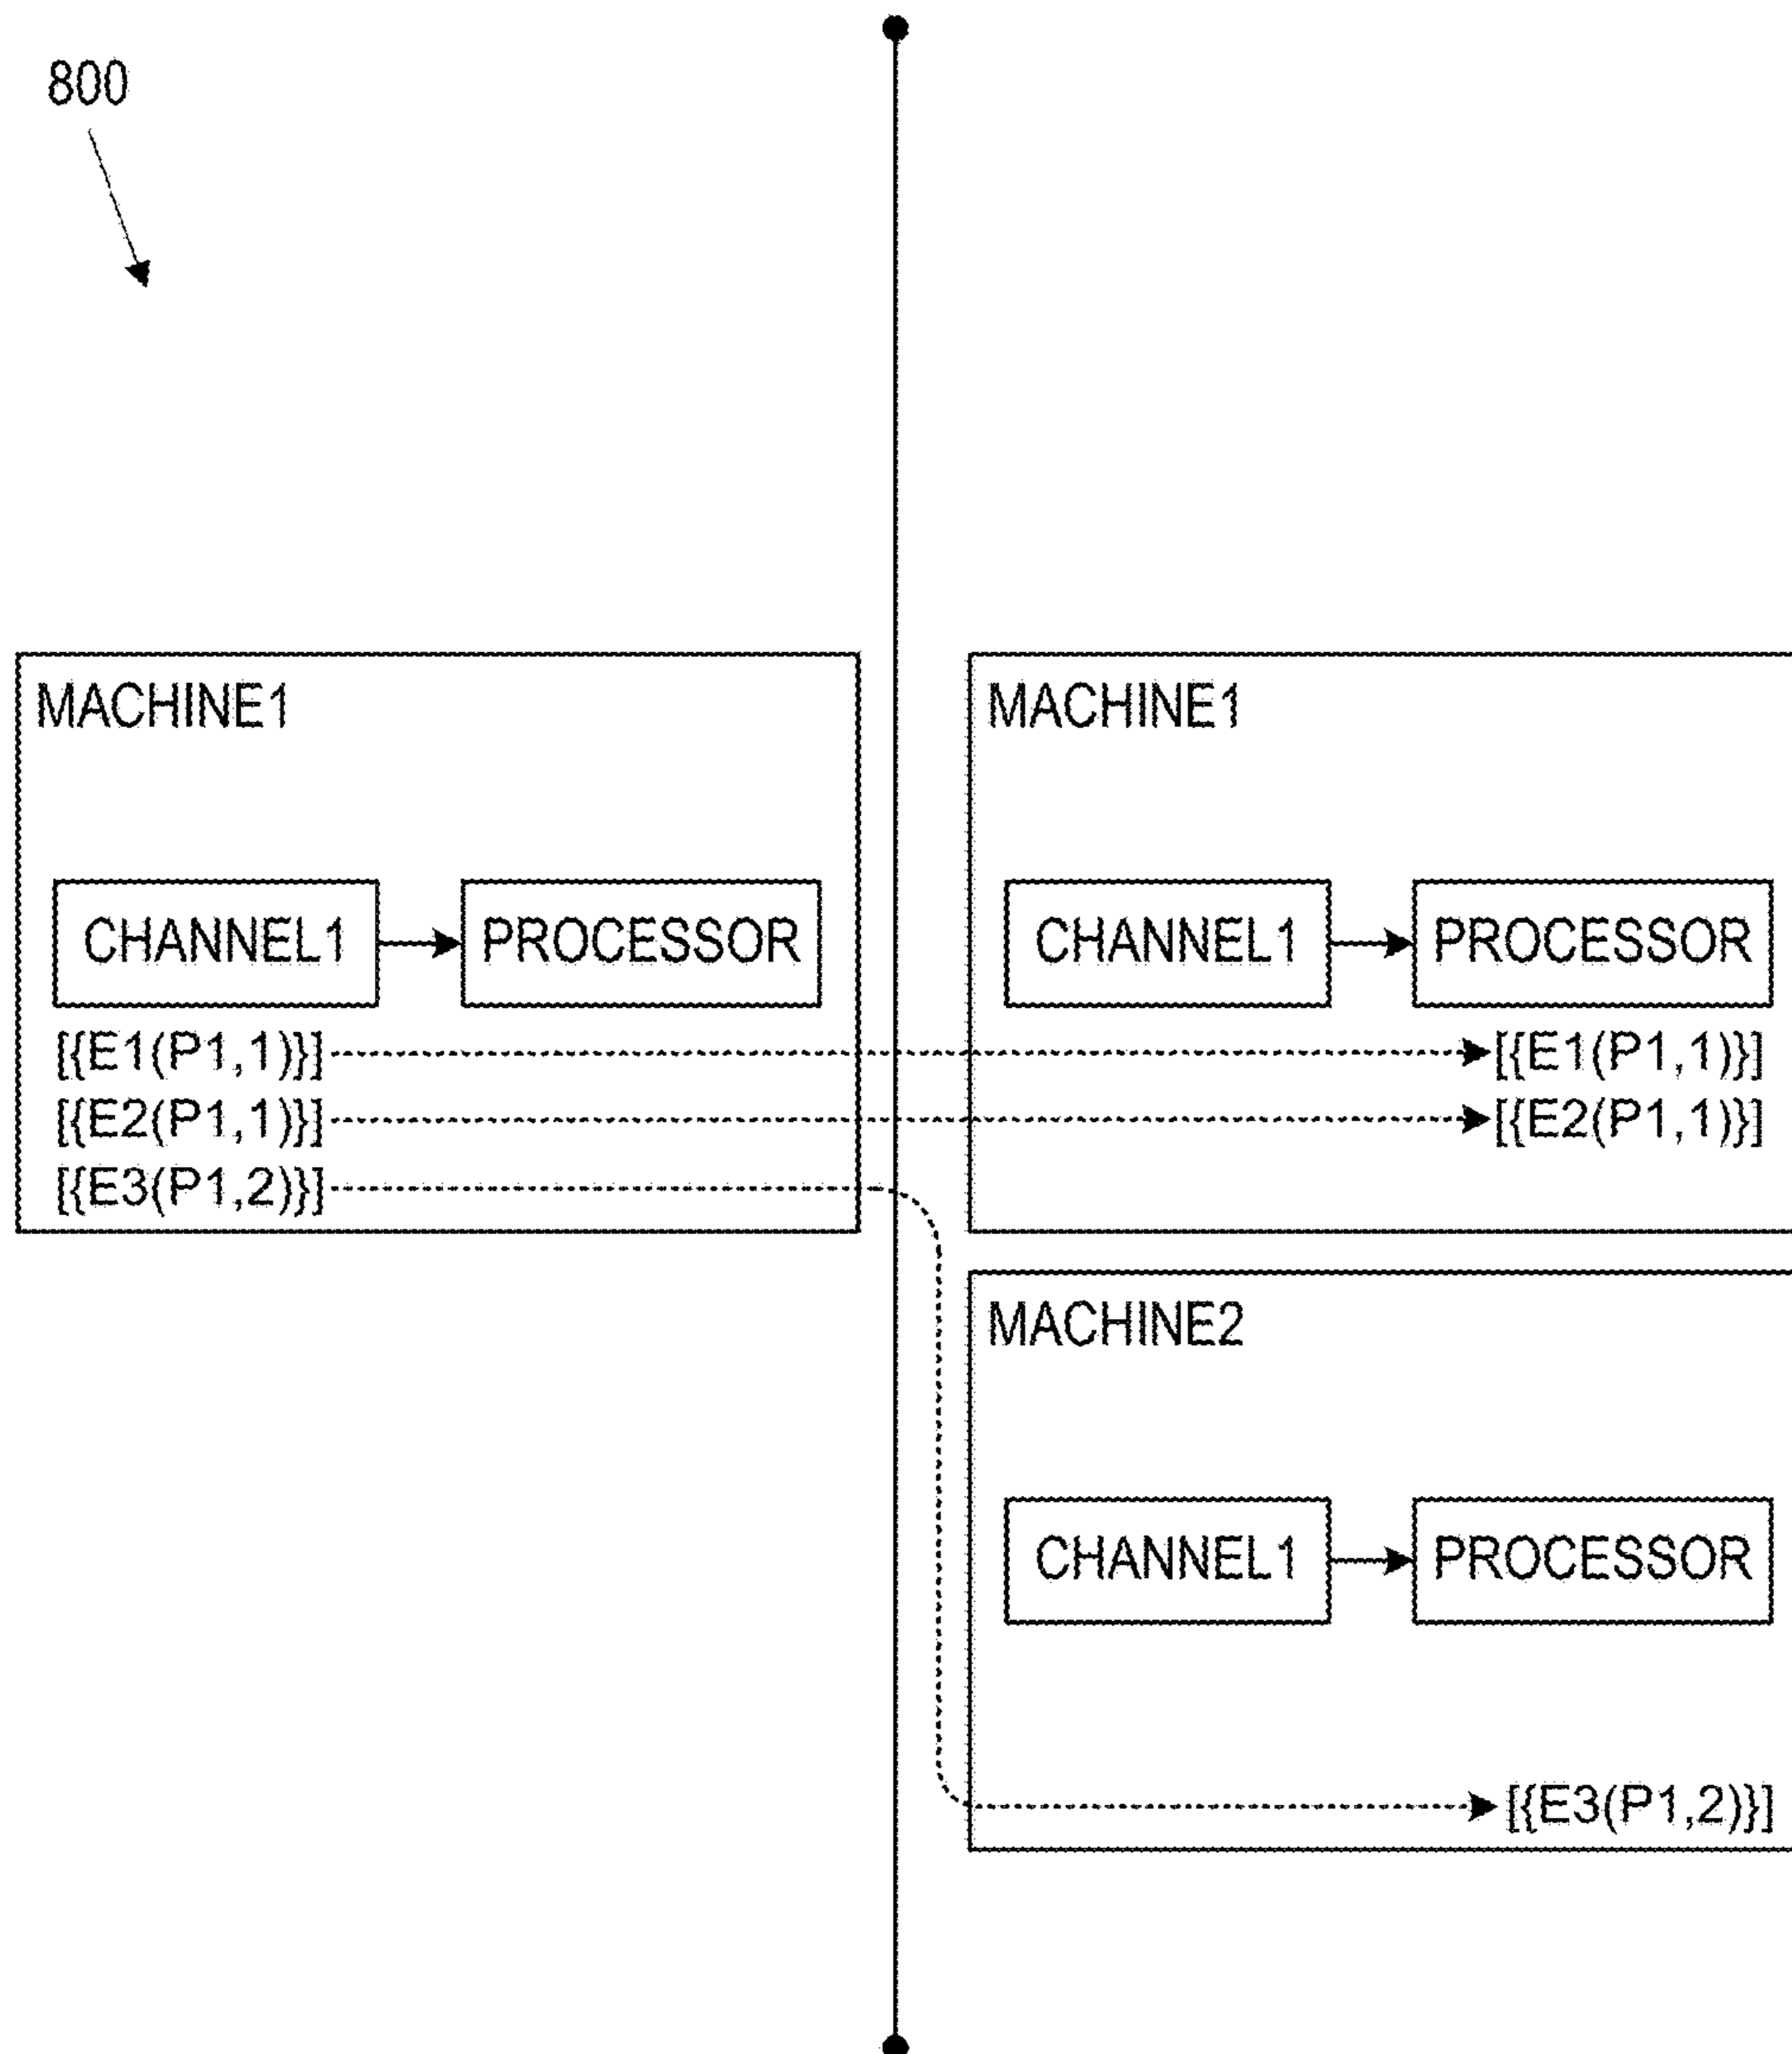 800
MACHINE1
CHANNEL1
PROCESSOR
[{E1(P1,1)}]
[{E2(P1,1)}]
[{E3(P1,2)}]
MACHINE1
CHANNEL1
PROCESSOR
[{E1(P1,1)}]
[{E2(P1,1)}]
MACHINE2
CHANNEL1
PROCESSOR
[{E3(P1,2)}]